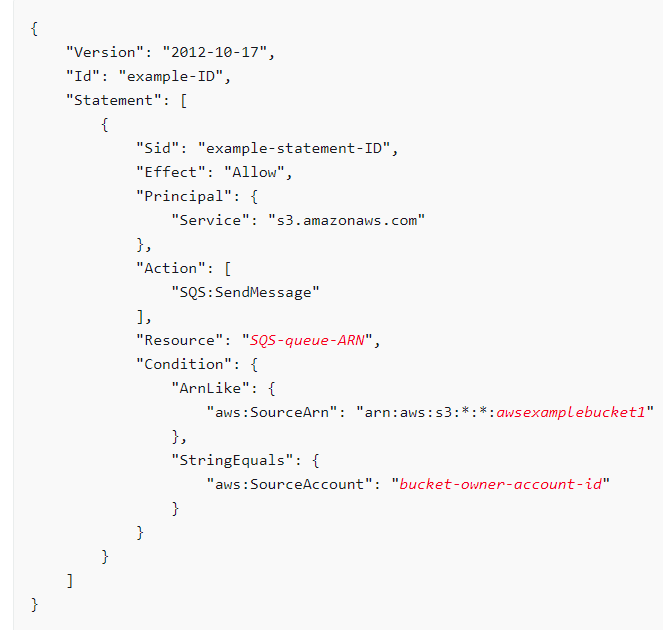 {
    "Version": "2012-10-17",
    "Id": "example-ID",
    "Statement": [
        {
            "Sid": "example-statement-ID",
            "Effect": "Allow",
            "Principal": {
                "Service": "s3.amazonaws.com"
            },
            "Action": [
                "SQS:SendMessage"
            ],
            "Resource": "SQS-queue-ARN",
            "Condition": {
                "ArnLike": {
                    "aws:SourceArn": "arn:aws:s3:*:*:awsexamplebucket1"
                },
                "StringEquals": {
                    "aws:SourceAccount": "bucket-owner-account-id"
                }
            }
        }
    ]
}